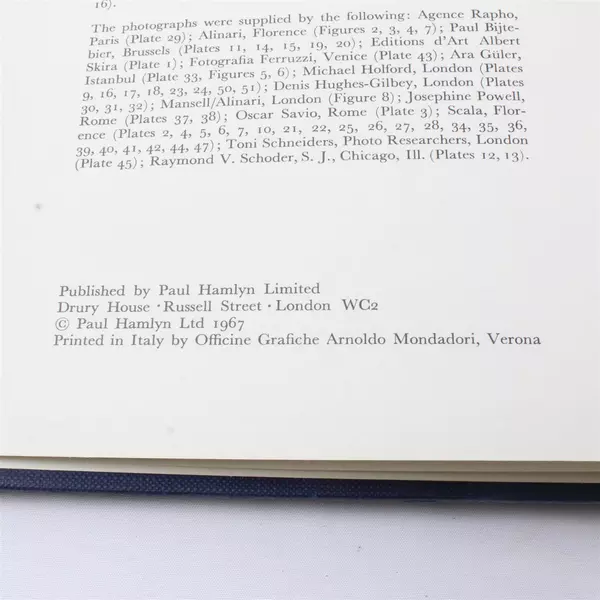 16).
The photographs were supplied by the following: Agence Rapho,
Paris (Plate 29); Alinari, Florence (Figures 2, 3, 4, 7); Paul Bijte-
bier, Brussels (Plates 11, 14, 15, 19, 20); Editions d'Art Albert
Skira (Plate 1); Fotografia Ferruzzi, Venice (Plate 43); Ara Güler,
Istanbul (Plate 33, Figures 5, 6); Michael Holford, London (Plates
9, 16, 17, 18, 23, 24, 50, 51); Denis Hughes-Gilbey, London (Plates
30, 31, 32); Mansell/Alinari, London (Figure 8); Josephine Powell,
Rome (Plates 37, 38); Oscar Savio, Rome (Plate 3); Scala, Flor-
ence (Plates 2, 4, 5, 6, 7, 10, 21, 22, 25, 26, 27, 28, 34, 35, 36,
39, 40, 41, 42, 44, 47); Toni Schneiders, Photo Researchers, London
(Plate 45); Raymond V. Schoder, S. J., Chicago, Ill. (Plates 12, 13).
Published by Paul Hamlyn Limited
Drury House · Russell Street · London WC2
© Paul Hamlyn Ltd 1967
Printed in Italy by Officine Grafiche Arnoldo Mondadori, Verona